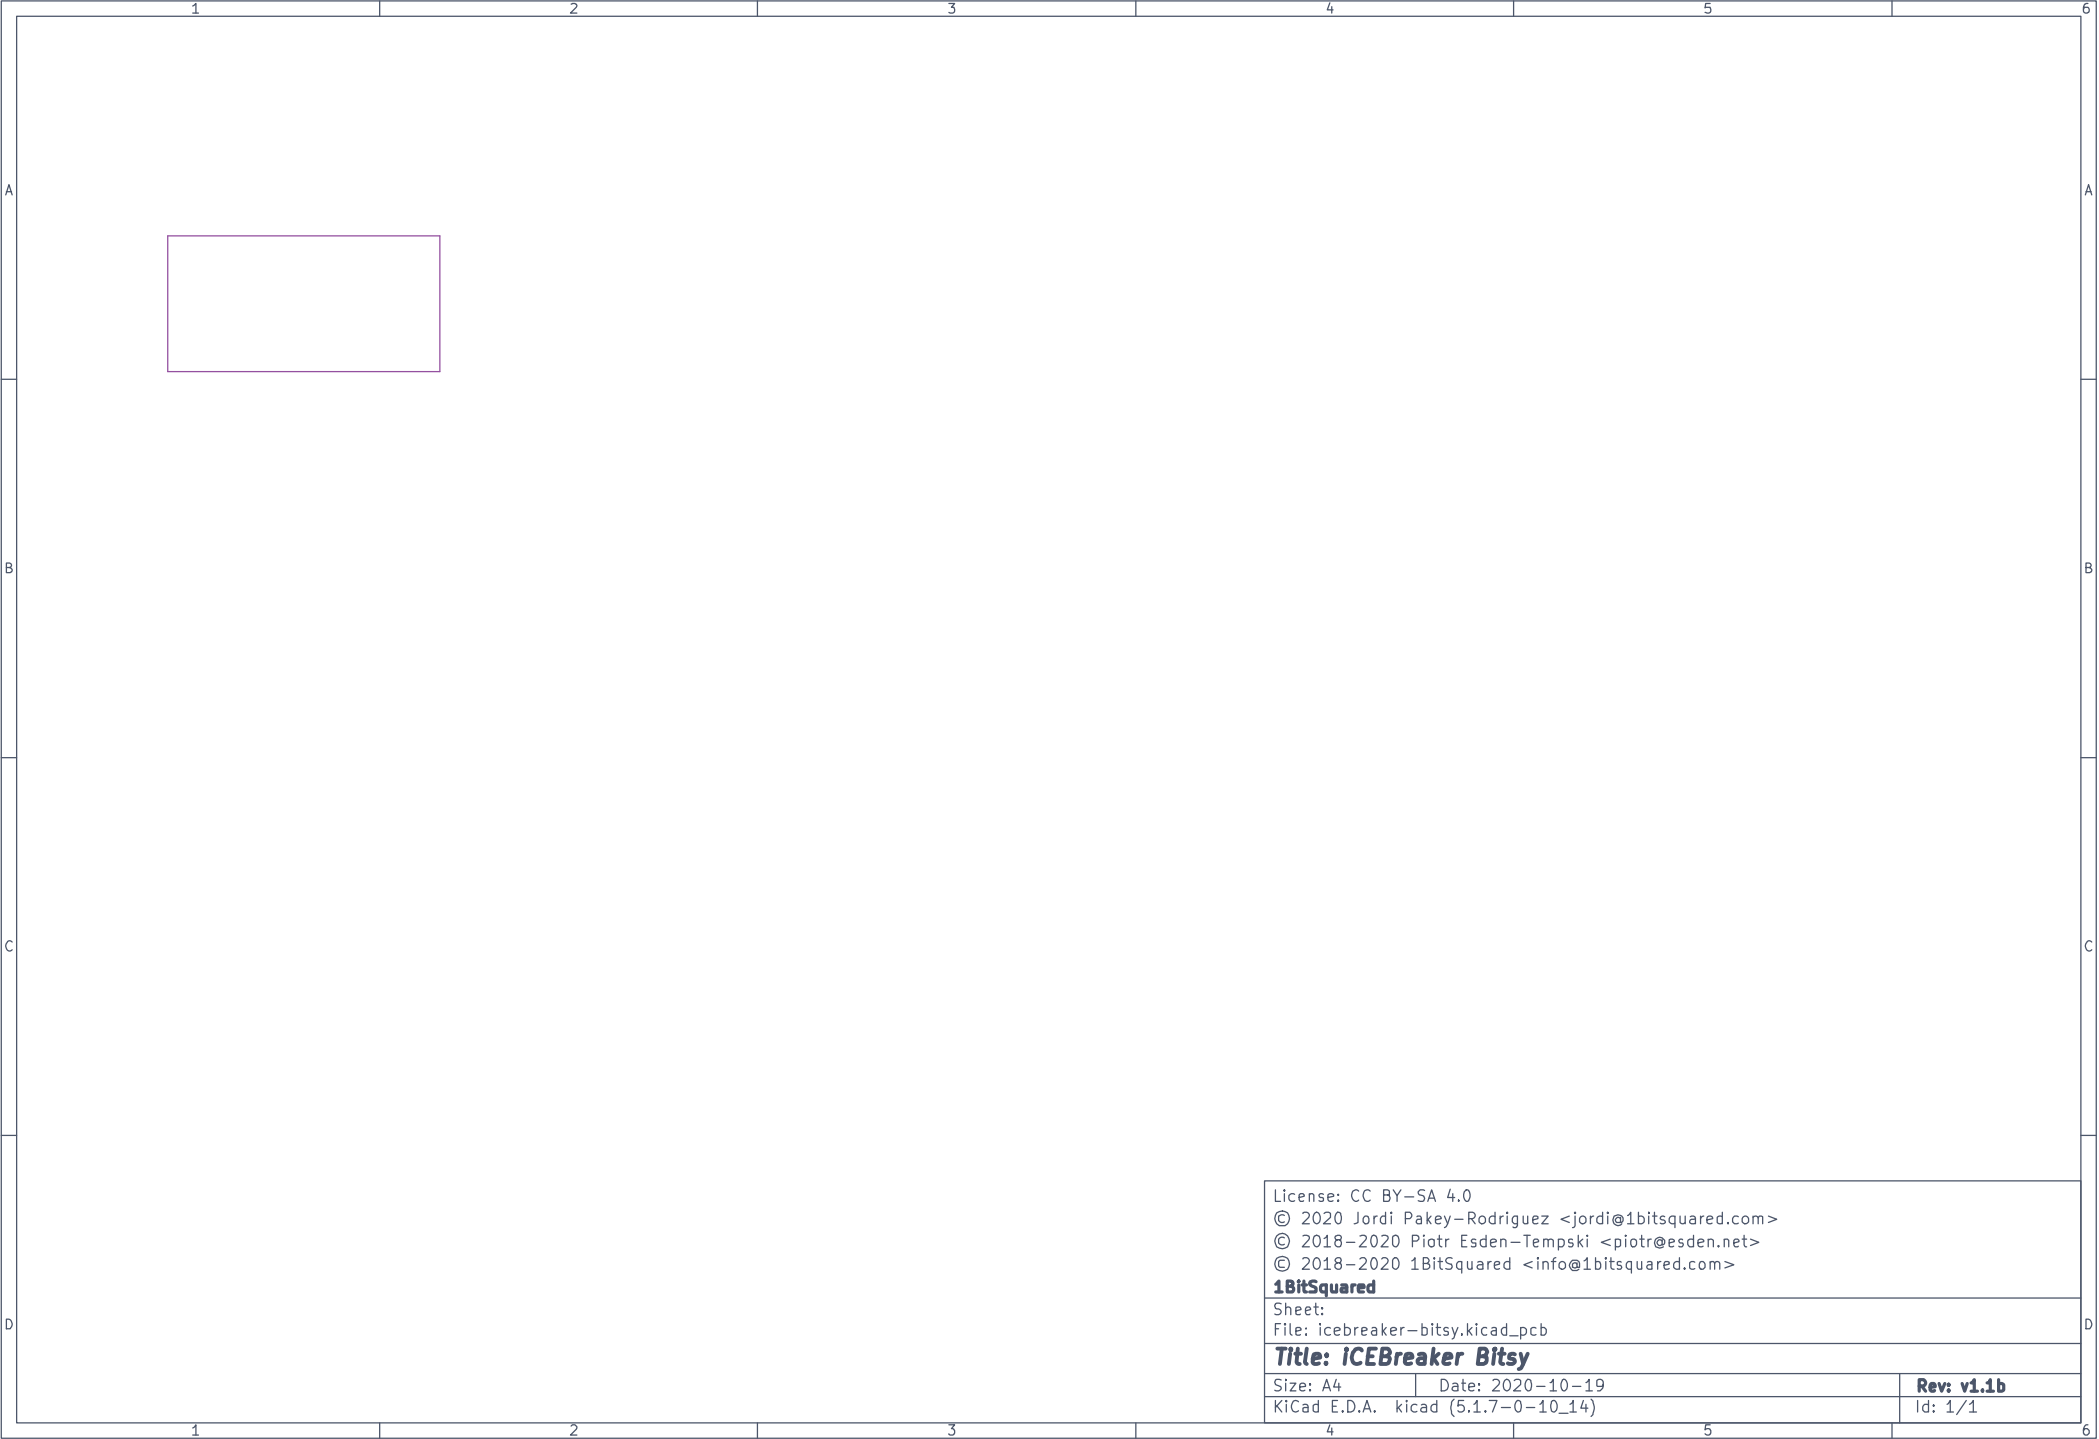 1 2 3 4 5 6
A A
B B
C C
License: CC BY-SA 4.0
© 2020 Jordi Pakey-Rodriguez <jordi@1bitsquared.com>
© 2018-2020 Piotr Esden-Tempski <piotr@esden.net>
© 2018-2020 1BitSquared <info@1bitsquared.com>
1BitSquared
Sheet:
D D
File: icebreaker-bitsy.kicad_pcb
Title: iCEBreaker Bitsy
Size: A4 Date: 2020-10-19 Rev: v1.1b
KiCad E.D.A. kicad (5.1.7-0-10_14) Id: 1/1
1 2 3 4 5 6